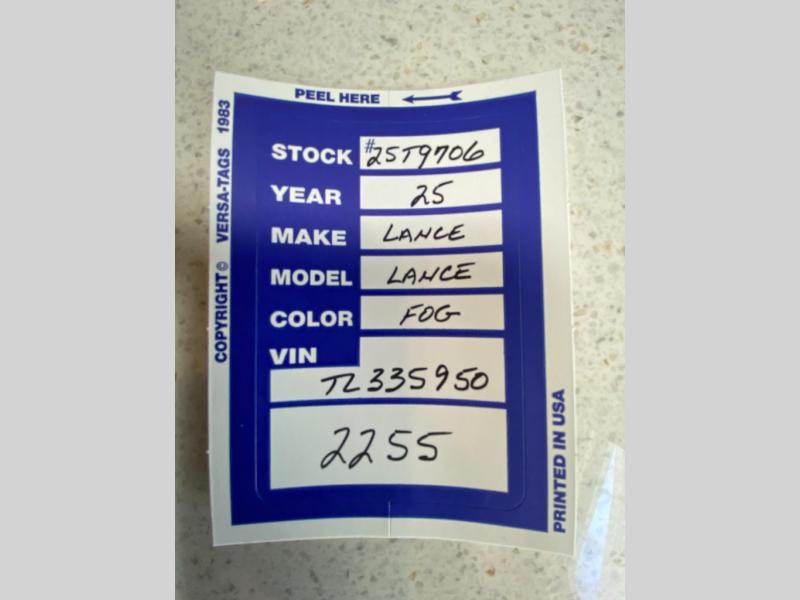 PEEL HERE
COPYRIGHT © VERSA-TAGS 1983
STOCK #25T9706
YEAR 25
MAKE LANCE
MODEL LANCE
COLOR FOG
VIN
TL335950
2255
PRINTED IN USA